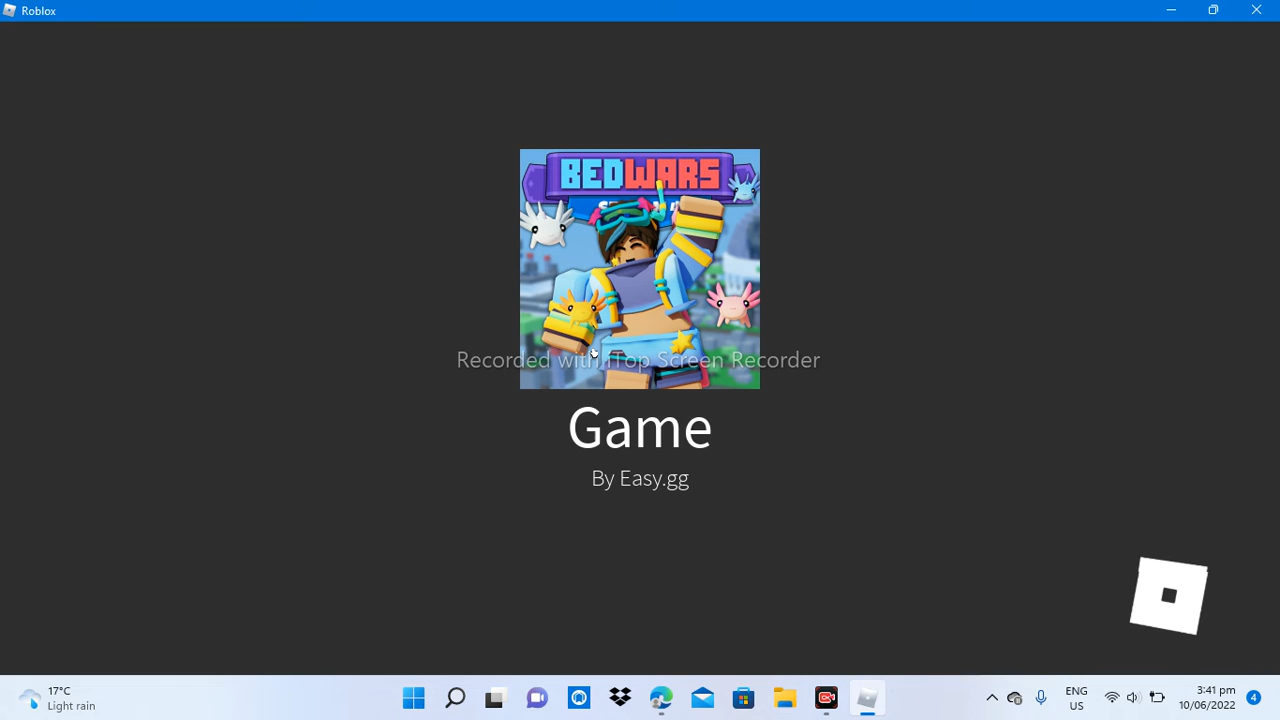 Roblox
BEDWARS
Recorded with iTop Screen Recorder
Game
By Easy.gg
17°C
Light rain
ENG
US
3:41 pm
10/06/2022
4